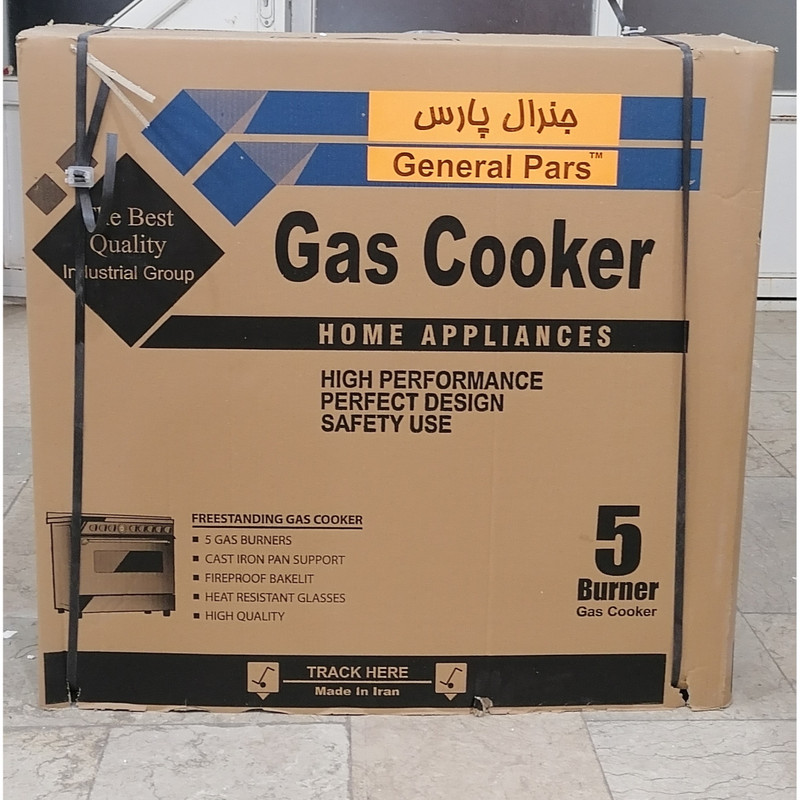 جنرال پارس
General Pars™
The Best
Quality
Industrial Group
Gas Cooker
HOME APPLIANCES
HIGH PERFORMANCE
PERFECT DESIGN
SAFETY USE
FREESTANDING GAS COOKER
5 GAS BURNERS
CAST IRON PAN SUPPORT
FIREPROOF BAKELIT
HEAT RESISTANT GLASSES
HIGH QUALITY
5
Burner
Gas Cooker
TRACK HERE
Made In Iran